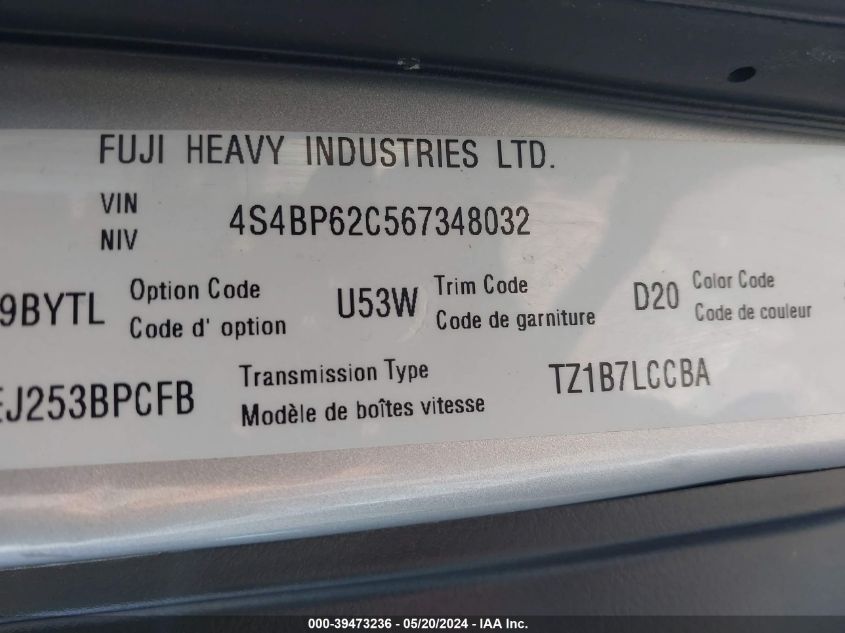 FUJI HEAVY INDUSTRIES LTD.
VIN
NIV
4S4BP62C567348032
9BYTL
Option Code
Code d' option
U53W
Trim Code
Code de garniture
D20
Color Code
Code de couleur
EJ253BPCFB
Transmission Type
Modèle de boîtes vitesse
TZ1B7LCCBA
000-39473236 - 05/20/2024 - IAA Inc.